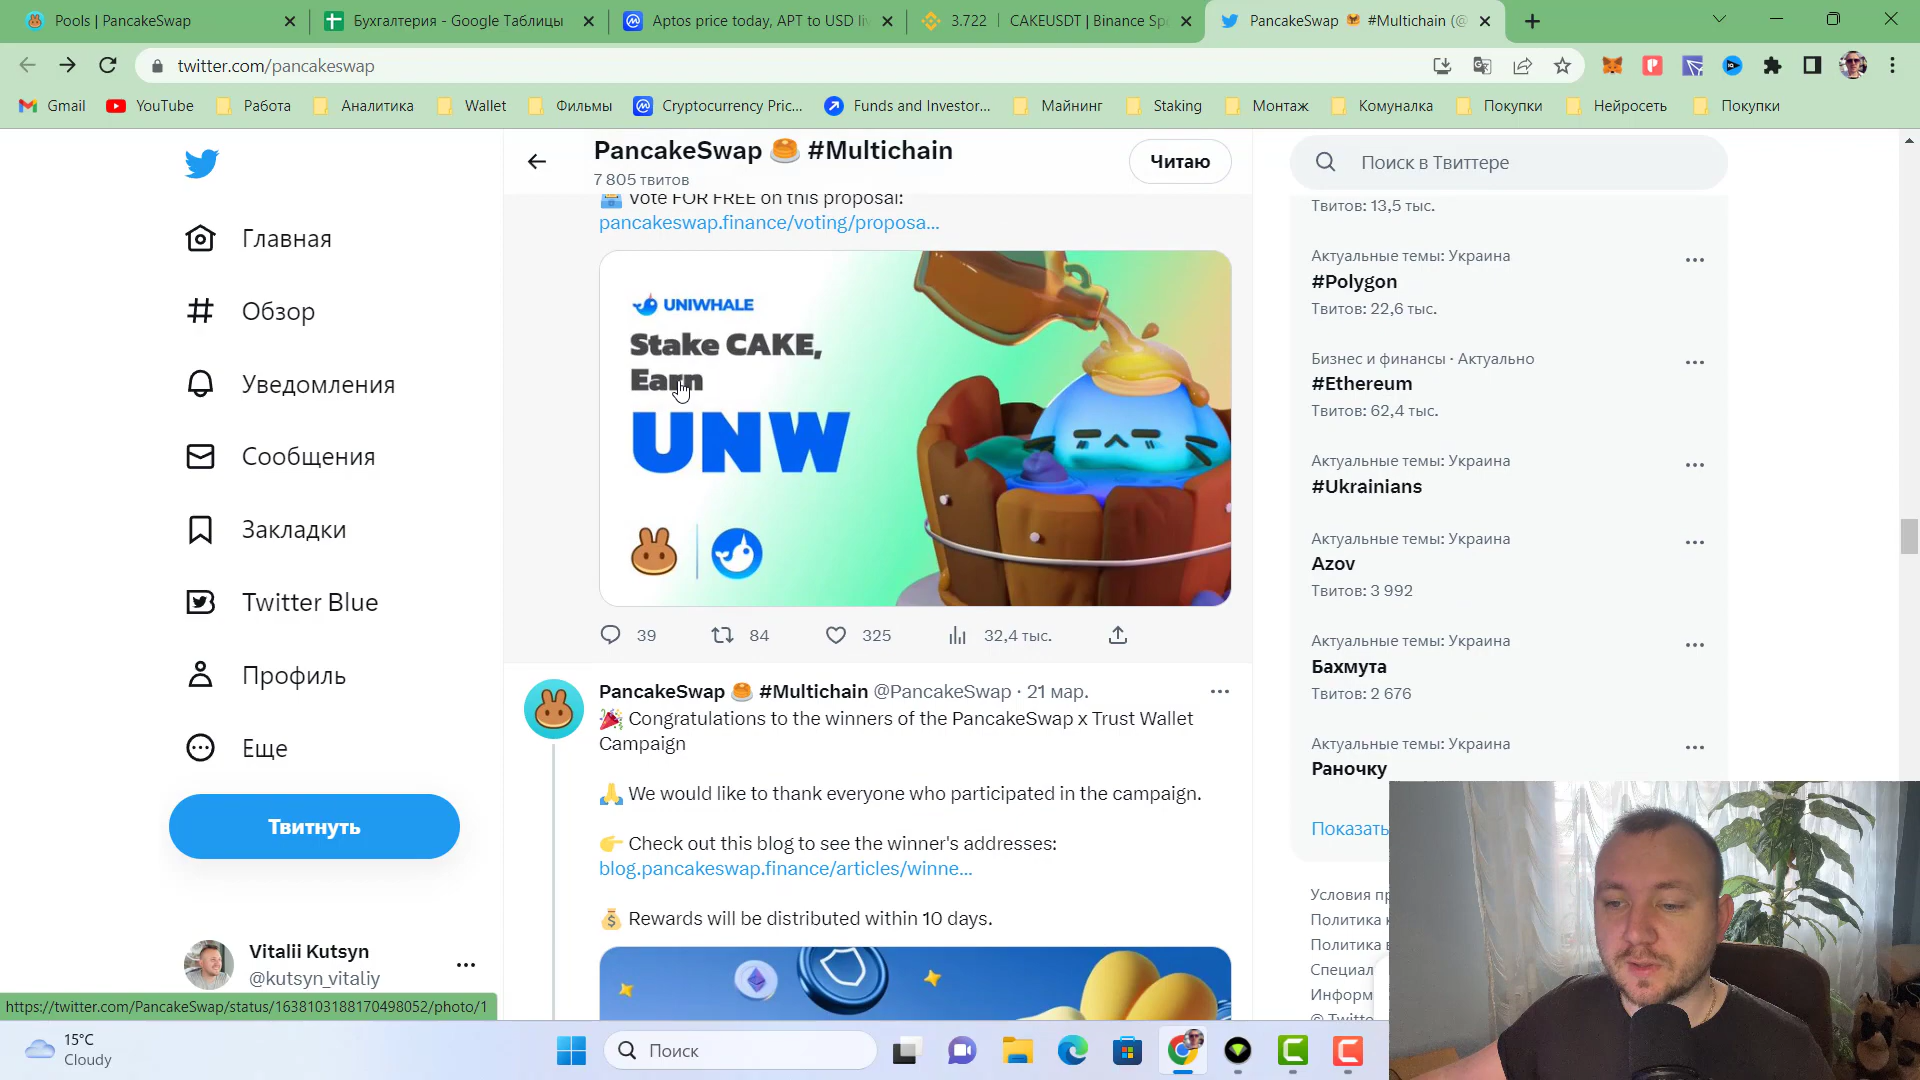 Pools | PancakeSwap
Бухгалтерия - Google Таблицы
Aptos price today, APT to USD li
3.722 | CAKEUSDT | Binance Sp
PancakeSwap 🥞 #Multichain (@
twitter.com/pancakeswap
Gmail
YouTube
Работа
Аналитика
Wallet
Фильмы
Cryptocurrency Pric...
Funds and Investor...
Майнинг
Staking
Монтаж
Комуналка
Покупки
Нейросеть
Покупки
Главная
Обзор
Уведомления
Сообщения
Закладки
Twitter Blue
Профиль
Еще
Твитнуть
Vitalii Kutsyn
@kutsyn_vitaliy
PancakeSwap 🥞 #Multichain
7 805 твитов
Читаю
🗳️ Vote FOR FREE on this proposal:
pancakeswap.finance/voting/proposa...
UNIWHALE
Stake CAKE,
Earn
UNW
39
84
325
32,4 тыс.
PancakeSwap 🥞 #Multichain @PancakeSwap · 21 мар.
🎉 Congratulations to the winners of the PancakeSwap x Trust Wallet
Campaign
🙏 We would like to thank everyone who participated in the campaign.
👉 Check out this blog to see the winner's addresses:
blog.pancakeswap.finance/articles/winne...
💰 Rewards will be distributed within 10 days.
Поиск в Твиттере
Твитов: 13,5 тыс.
Актуальные темы: Украина
#Polygon
Твитов: 22,6 тыс.
Бизнес и финансы · Актуально
#Ethereum
Твитов: 62,4 тыс.
Актуальные темы: Украина
#Ukrainians
Актуальные темы: Украина
Azov
Твитов: 3 992
Актуальные темы: Украина
Бахмута
Твитов: 2 676
Актуальные темы: Украина
Раночку
Показать
Условия пр
Политика к
Политика в
Специал
Информ
© Twitte
https://twitter.com/PancakeSwap/status/1638103188170498052/photo/1
15°C
Cloudy
Поиск